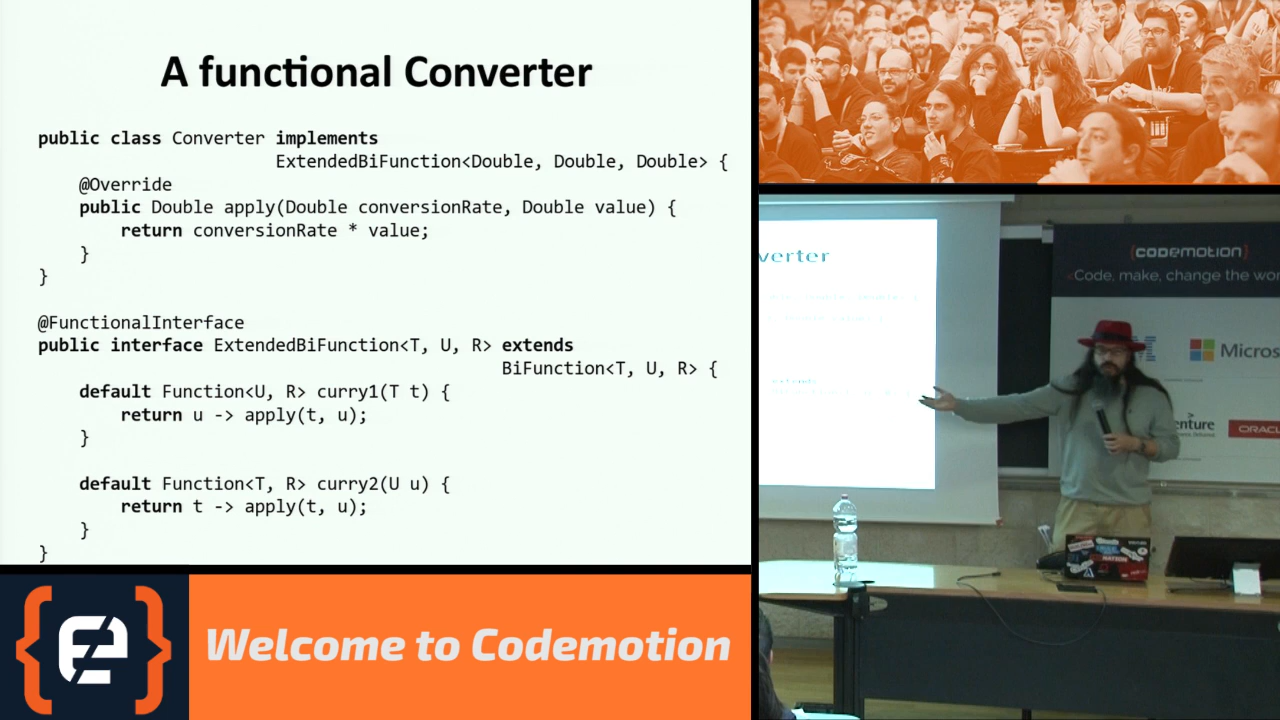 A functional Converter
public class Converter implements
ExtendedBiFunction<Double, Double, Double> {
@Override
public Double apply(Double conversionRate, Double value) {
return conversionRate * value;
}
}
@FunctionalInterface
public interface ExtendedBiFunction<T, U, R> extends
BiFunction<T, U, R> {
default Function<U, R> curry1(T t) {
return u -> apply(t, u);
}
default Function<T, R> curry2(U u) {
return t -> apply(t, u);
}
}
Welcome to Codemotion
verter
extends
{codemotion}
<Code, make, change the wor
Micros
enture
ORACL